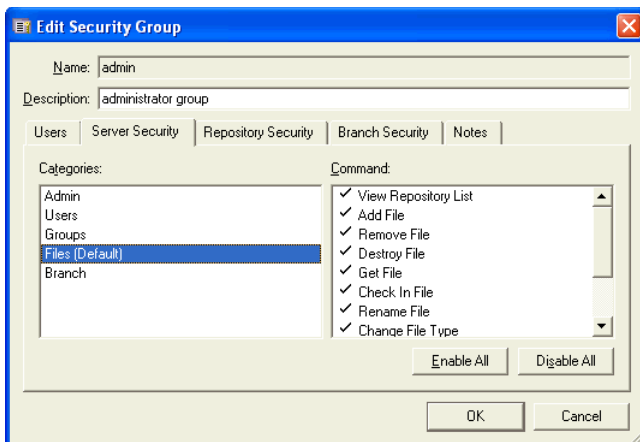 Edit Security Group
Name: admin
Description: administrator group
Users Server Security Repository Security Branch Security Notes
Categories: Command:
Admin
Users
Groups
Files (Default)
Branch
✓ View Repository List
✓ Add File
✓ Remove File
✓ Destroy File
✓ Get File
✓ Check In File
✓ Rename File
✓ Change File Type
Enable All Disable All
OK Cancel